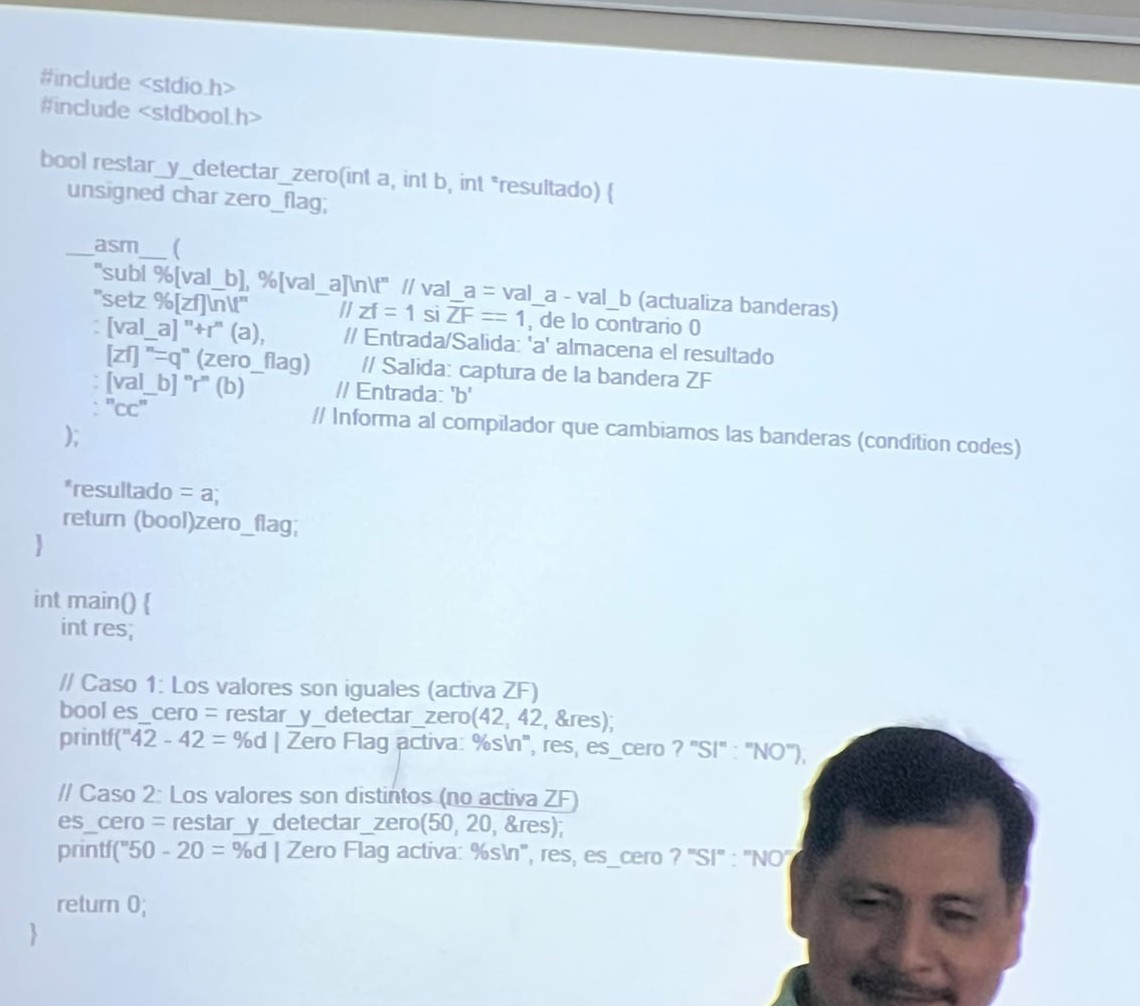 #include <stdio.h>
#include <stdbool.h>
bool restar_y_detectar_zero(int a, int b, int *resultado) {
unsigned char zero_flag;
__asm__ (
"subl %[val_b], %[val_a]\n\t" // val_a = val_a - val_b (actualiza banderas)
"setz %[zf]\n\t" // zf = 1 si ZF == 1, de lo contrario 0
: [val_a] "+r" (a), // Entrada/Salida: 'a' almacena el resultado
[zf] "=q" (zero_flag) // Salida: captura de la bandera ZF
: [val_b] "r" (b) // Entrada: 'b'
: "cc" // Informa al compilador que cambiamos las banderas (condition codes)
);
*resultado = a;
return (bool)zero_flag;
}
int main() {
int res;
// Caso 1: Los valores son iguales (activa ZF)
bool es_cero = restar_y_detectar_zero(42, 42, &res);
printf("42 - 42 = %d | Zero Flag activa: %s\n", res, es_cero ? "SI" : "NO");
// Caso 2: Los valores son distintos (no activa ZF)
es_cero = restar_y_detectar_zero(50, 20, &res);
printf("50 - 20 = %d | Zero Flag activa: %s\n", res, es_cero ? "SI" : "NO"
return 0;
}